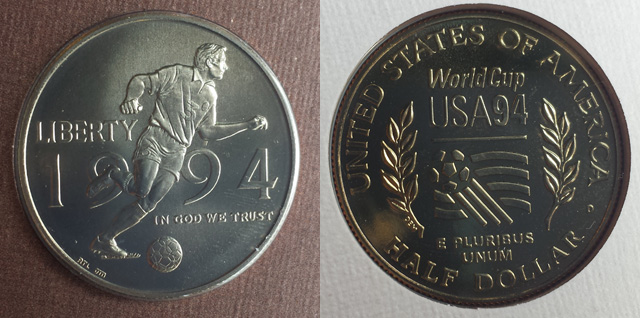 LIBERTY
1994
IN GOD WE TRUST
UNITED STATES OF AMERICA
World Cup
USA94
E PLURIBUS
UNUM
HALF DOLLAR